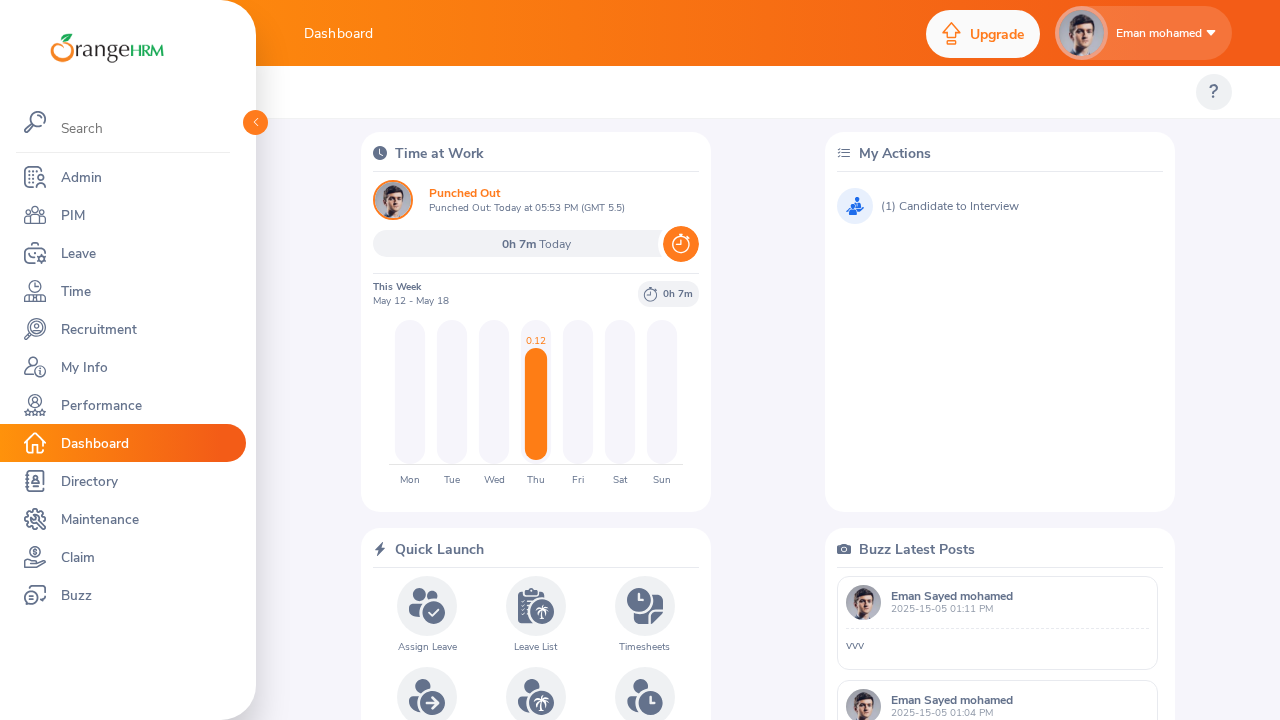 OrangeHRM
Dashboard
Upgrade
Eman mohamed
?
Search
Admin
PIM
Leave
Time
Recruitment
My Info
Performance
Dashboard
Directory
Maintenance
Claim
Buzz
Time at Work
Punched Out
Punched Out: Today at 05:53 PM (GMT 5.5)
0h 7m Today
This Week
May 12 - May 18
0h 7m
0.12
Mon Tue Wed Thu Fri Sat Sun
My Actions
(1) Candidate to Interview
Quick Launch
Assign Leave Leave List Timesheets
Buzz Latest Posts
Eman Sayed mohamed
2025-15-05 01:11 PM
vvv
Eman Sayed mohamed
2025-15-05 01:04 PM